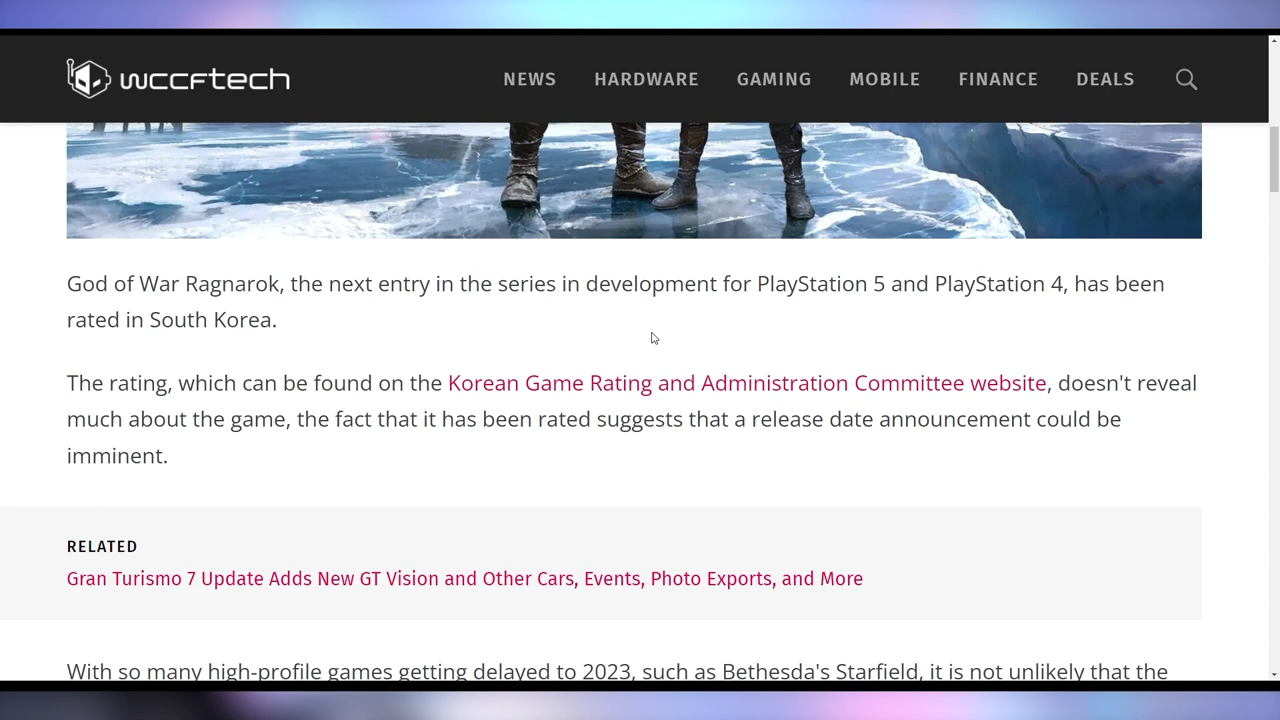 wccftech
NEWS HARDWARE GAMING MOBILE FINANCE DEALS
God of War Ragnarok, the next entry in the series in development for PlayStation 5 and PlayStation 4, has been
rated in South Korea.
The rating, which can be found on the Korean Game Rating and Administration Committee website, doesn't reveal
much about the game, the fact that it has been rated suggests that a release date announcement could be
imminent.
RELATED
Gran Turismo 7 Update Adds New GT Vision and Other Cars, Events, Photo Exports, and More
With so many high-profile games getting delayed to 2023, such as Bethesda's Starfield, it is not unlikely that the